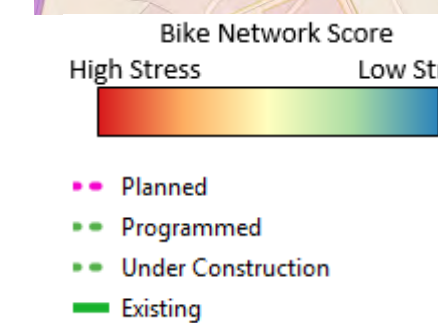 Bike Network Score
High Stress Low Str
Planned
Programmed
Under Construction
Existing